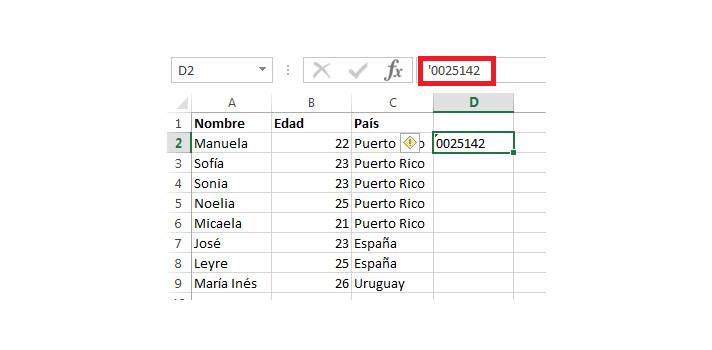 D2 fx '0025142
A B C D
1 Nombre Edad País
2 Manuela 22 Puerto o 0025142
3 Sofía 23 Puerto Rico
4 Sonia 23 Puerto Rico
5 Noelia 25 Puerto Rico
6 Micaela 21 Puerto Rico
7 José 23 España
8 Leyre 25 España
9 María Inés 26 Uruguay